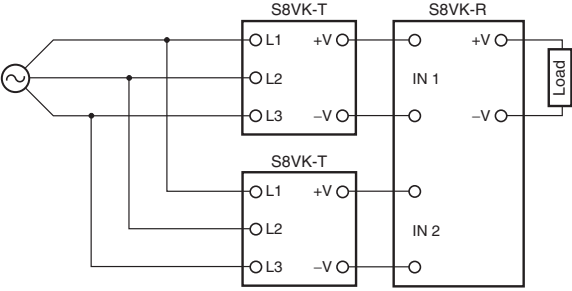 S8VK-T
S8VK-R
L1 +V
+V
L2
IN 1
Load
L3 −V
−V
S8VK-T
L1 +V
L2
IN 2
L3 −V